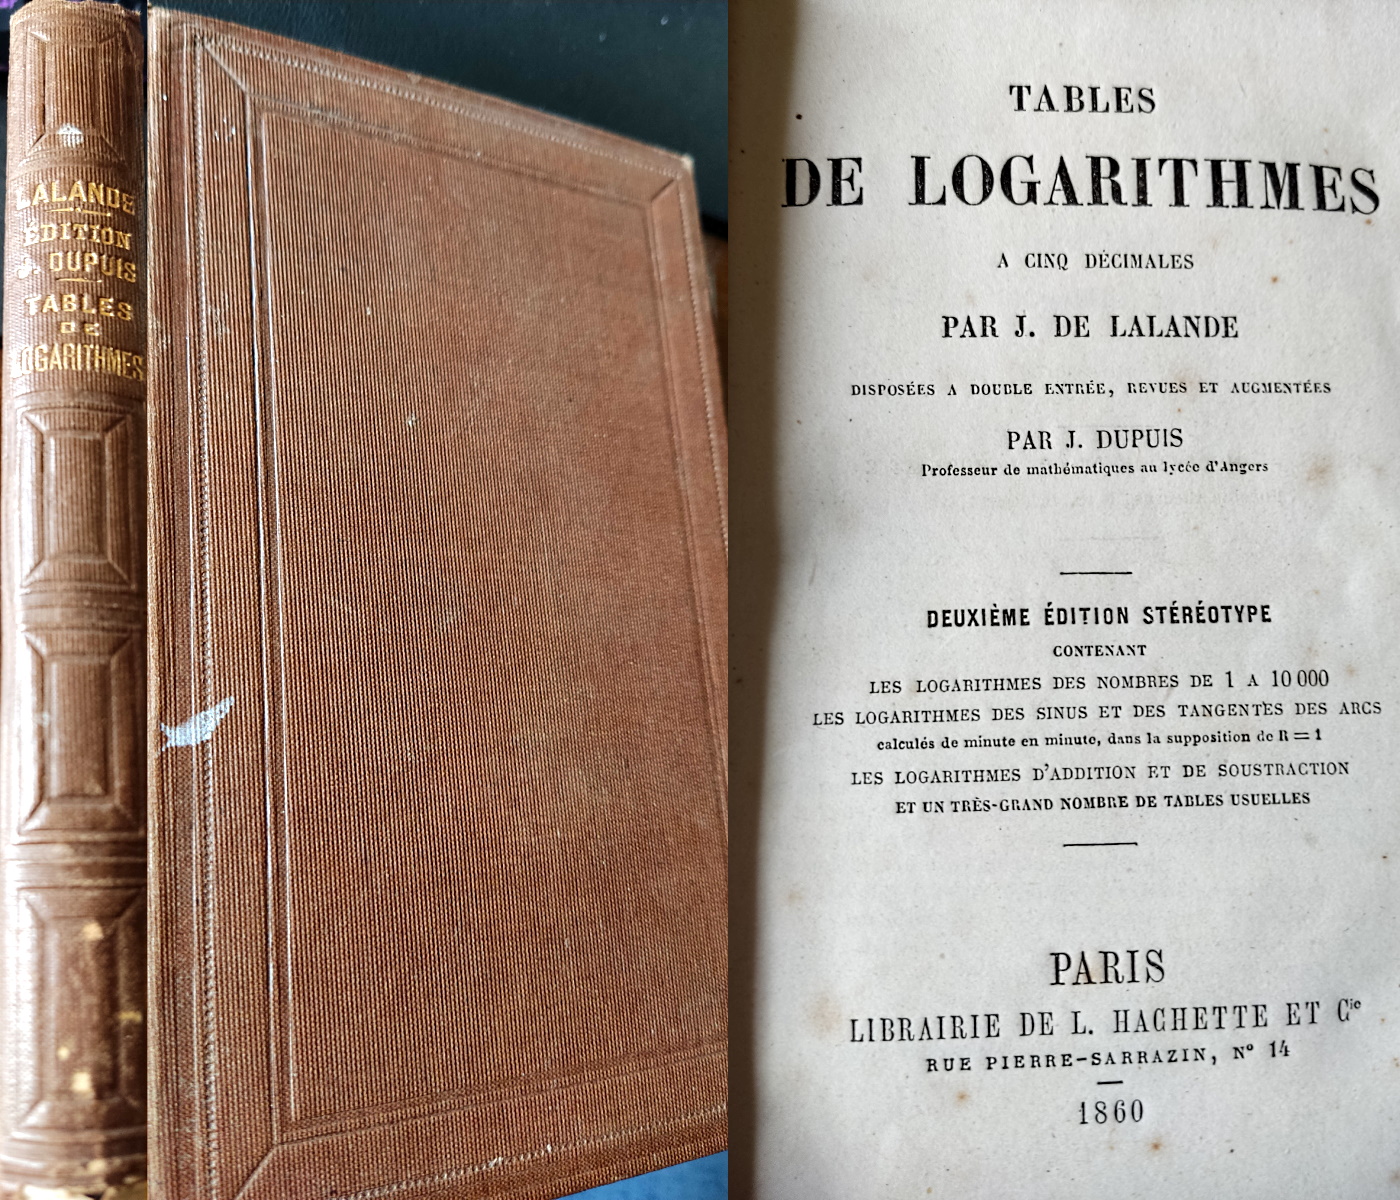 LALANDE
ÉDITION
DUPUIS
TABLES
DE
LOGARITHMES
TABLES
DE LOGARITHMES
A CINQ DÉCIMALES
PAR J. DE LALANDE
DISPOSÉES A DOUBLE ENTRÉE, REVUES ET AUGMENTÉES
PAR J. DUPUIS
Professeur de mathématiques au lycée d'Angers
DEUXIÈME ÉDITION STÉRÉOTYPE
CONTENANT
LES LOGARITHMES DES NOMBRES DE 1 A 10 000
LES LOGARITHMES DES SINUS ET DES TANGENTES DES ARCS
calculés de minute en minute, dans la supposition de R = 1
LES LOGARITHMES D'ADDITION ET DE SOUSTRACTION
ET UN TRÈS-GRAND NOMBRE DE TABLES USUELLES
PARIS
LIBRAIRIE DE L. HACHETTE ET Cie
RUE PIERRE-SARRAZIN, N° 14
1860